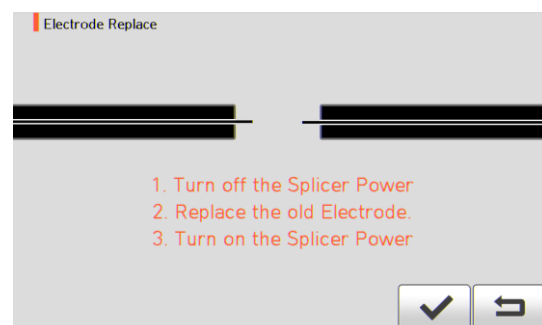 Electrode Replace
1. Turn off the Splicer Power
2. Replace the old Electrode.
3. Turn on the Splicer Power